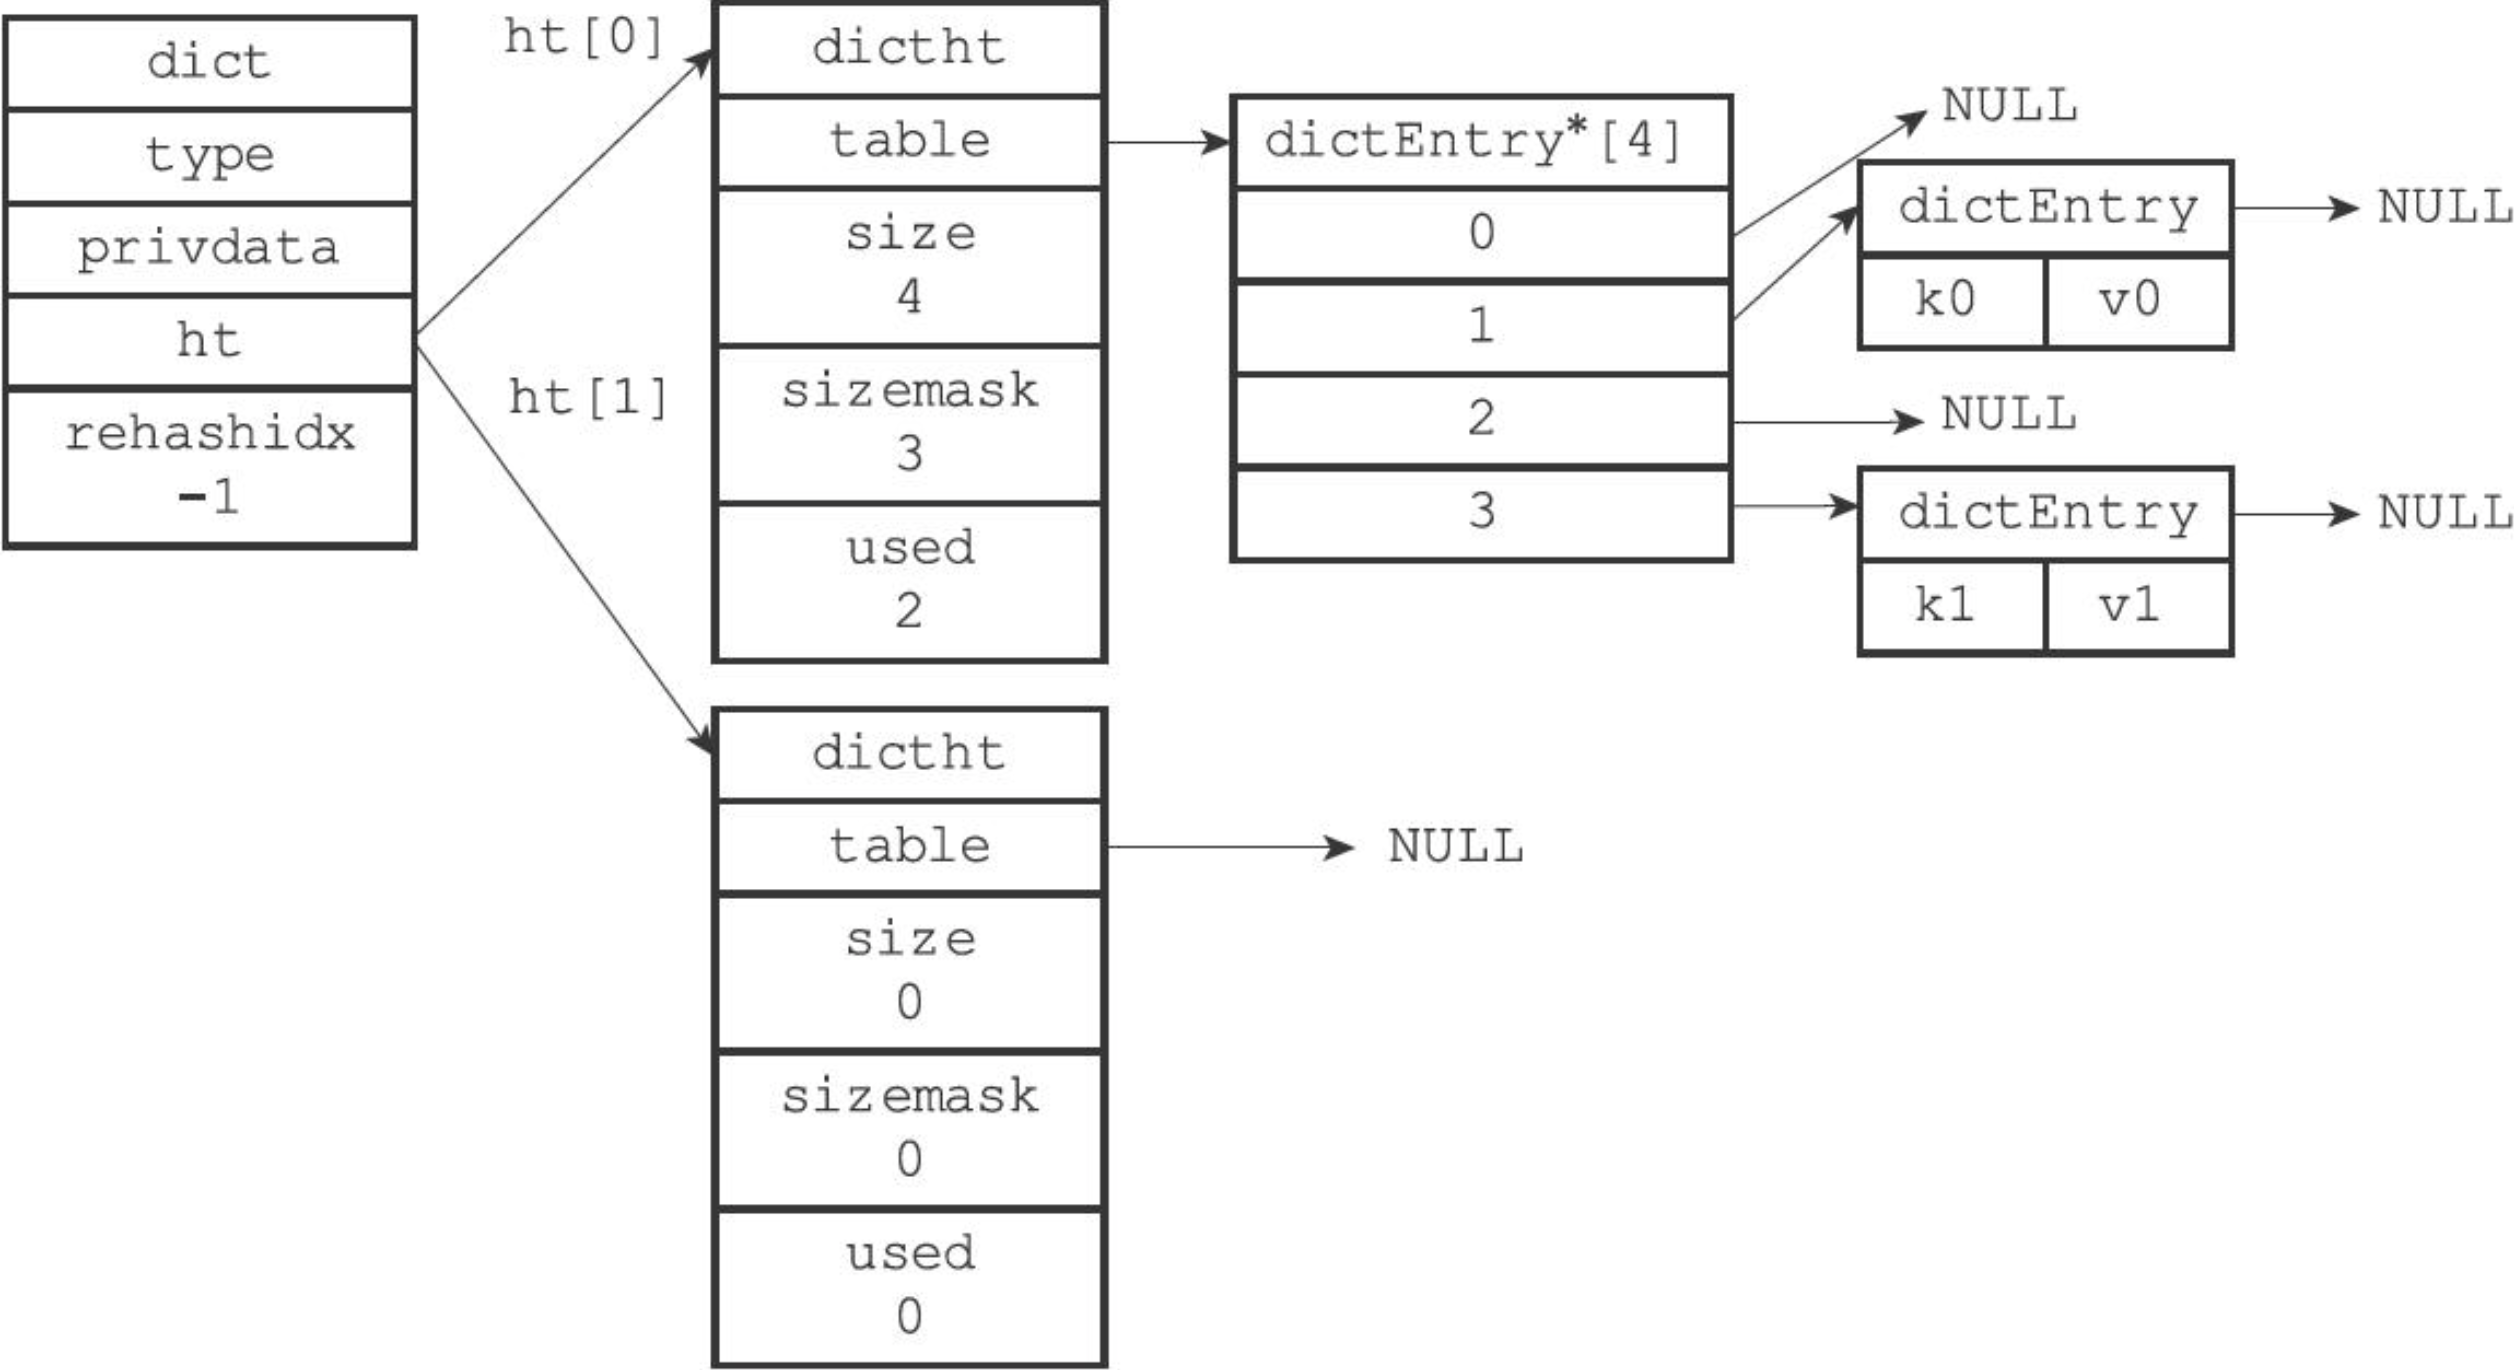 dict
type
privdata
ht
rehashidx
-1
ht[0]
ht[1]
dictht
table
size
4
sizemask
3
used
2
dictht
table
size
0
sizemask
0
used
0
NULL
dictEntry*[4]
0
1
2
3
NULL
dictEntry
k0 v0
NULL
NULL
dictEntry
k1 v1
NULL